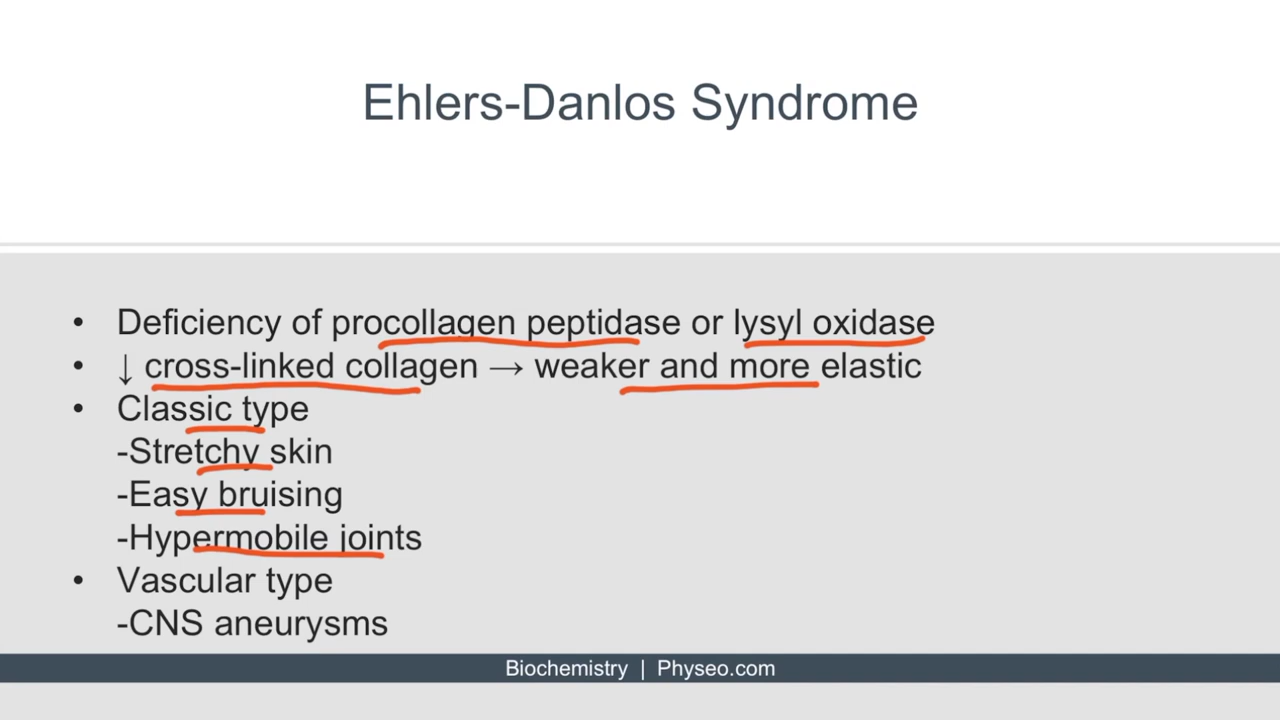 Ehlers-Danlos Syndrome
• Deficiency of procollagen peptidase or lysyl oxidase
• ↓ cross-linked collagen → weaker and more elastic
• Classic type
-Stretchy skin
-Easy bruising
-Hypermobile joints
• Vascular type
-CNS aneurysms
Biochemistry | Physeo.com